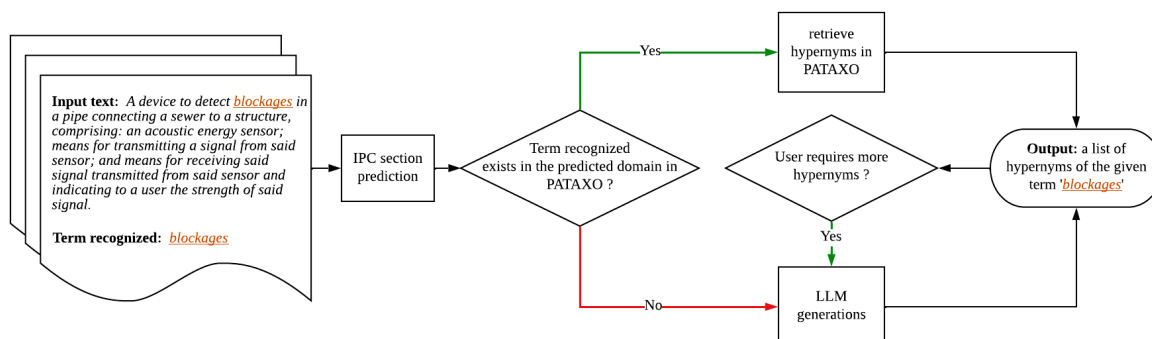 Input text: A device to detect blockages in
a pipe connecting a sewer to a structure,
comprising: an acoustic energy sensor;
means for transmitting a signal from said
sensor; and means for receiving said
signal transmitted from said sensor and
indicating to a user the strength of said
signal.
Term recognized: blockages
IPC section
prediction
Term recognized
exists in the predicted domain in
PATAXO ?
Yes
No
retrieve
hypernyms in
PATAXO
User requires more
hypernyms ?
Yes
LLM
generations
Output: a list of
hypernyms of the given
term 'blockages'